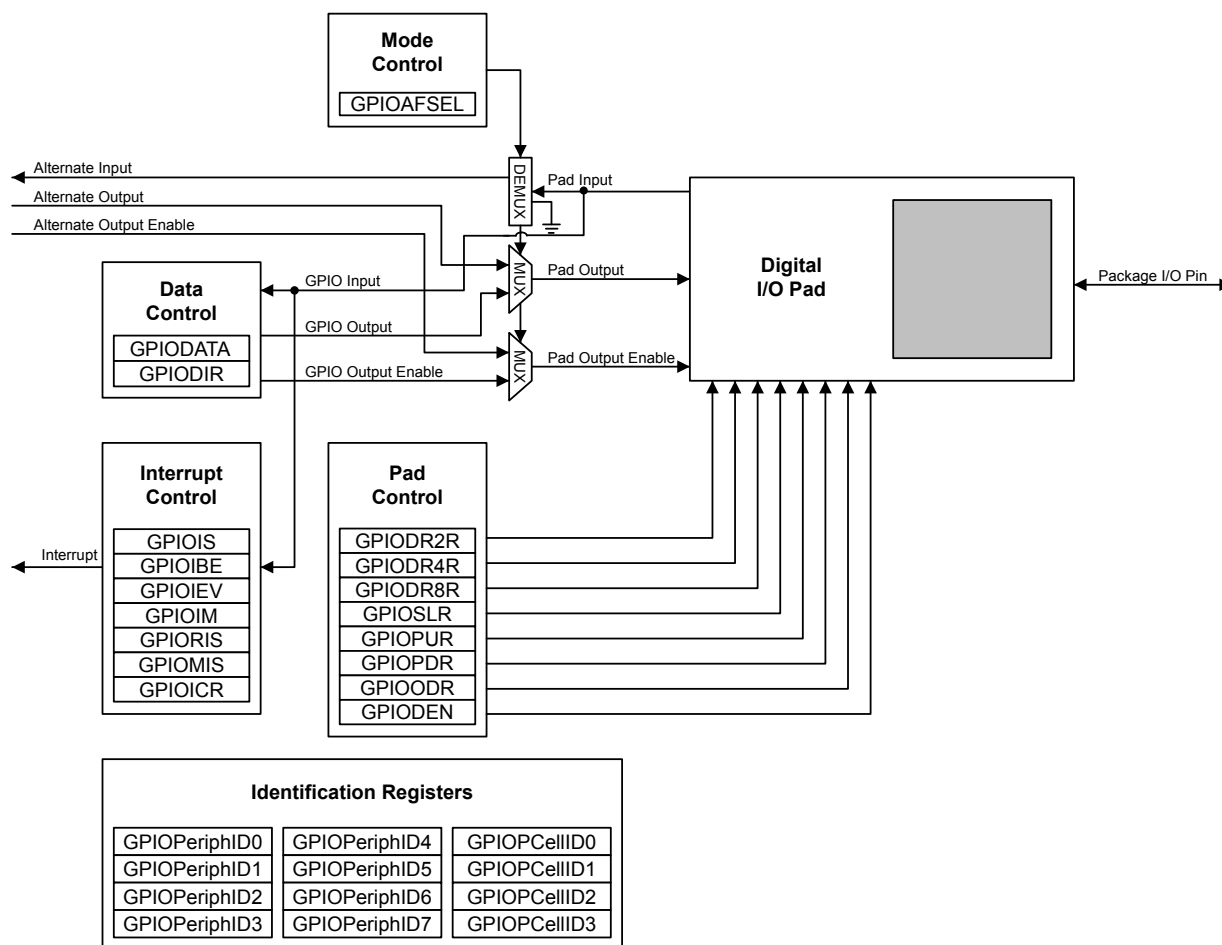 Mode
Control
GPIOAFSEL
Alternate Input
Alternate Output
Alternate Output Enable
DEMUX
Pad Input
MUX
Pad Output
MUX
Pad Output Enable
Digital
I/O Pad
Package I/O Pin
Data
Control
GPIODATA
GPIODIR
GPIO Input
GPIO Output
GPIO Output Enable
Interrupt
Control
GPIOIS
GPIOIBE
GPIOIEV
GPIOIM
GPIORIS
GPIOMIS
GPIOICR
Interrupt
Pad
Control
GPIODR2R
GPIODR4R
GPIODR8R
GPIOSLR
GPIOPUR
GPIOPDR
GPIOODR
GPIODEN
Identification Registers
GPIOPeriphID0 GPIOPeriphID4 GPIOPCellID0
GPIOPeriphID1 GPIOPeriphID5 GPIOPCellID1
GPIOPeriphID2 GPIOPeriphID6 GPIOPCellID2
GPIOPeriphID3 GPIOPeriphID7 GPIOPCellID3